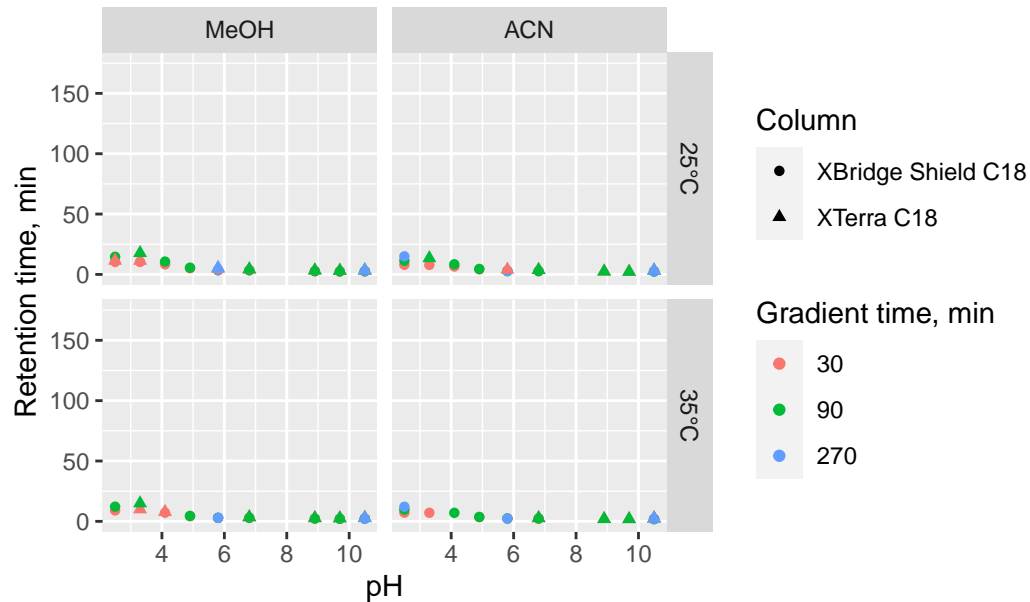 MeOH
ACN
150
100
50
0
25°C
150
100
50
0
35°C
4
6
8
10
4
6
8
10
pH
Retention time, min
Column
XBridge Shield C18
XTerra C18
Gradient time, min
30
90
270